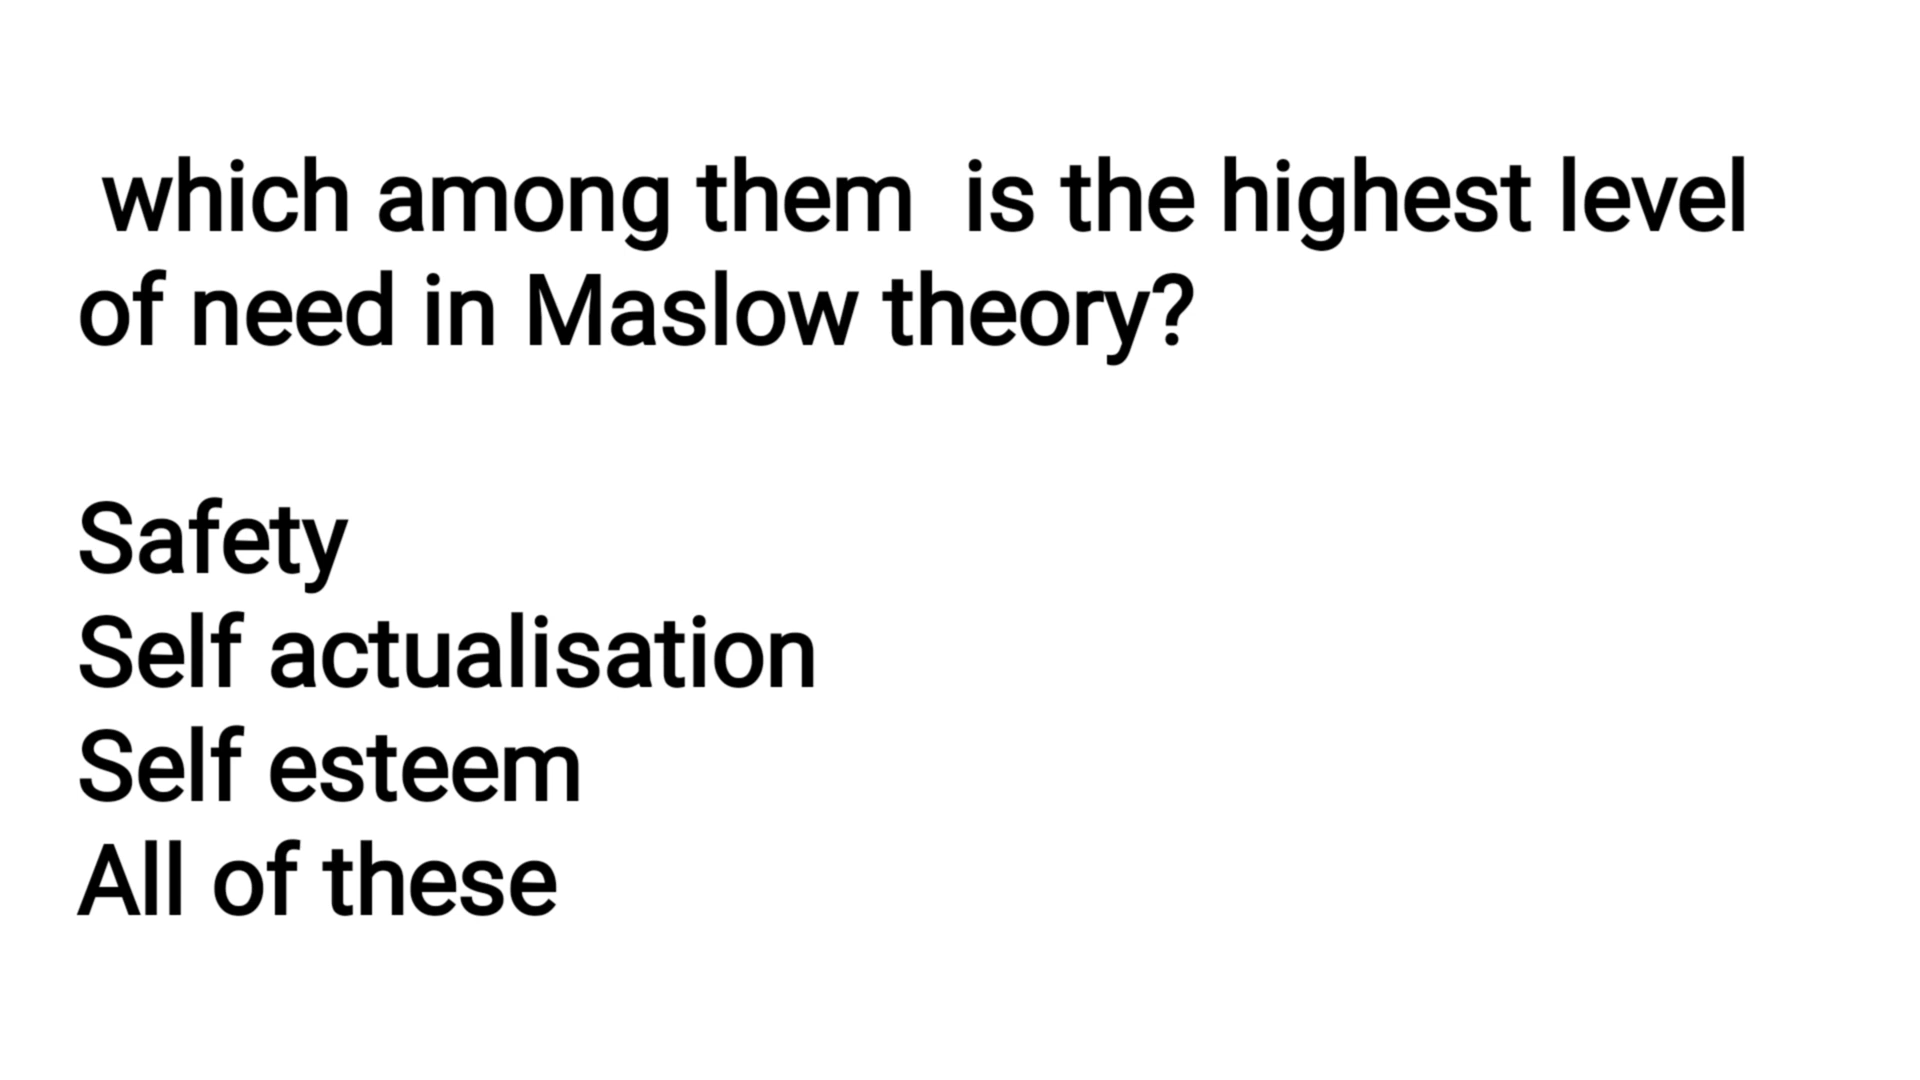 which among them  is the highest level
of need in Maslow theory?
Safety
Self actualisation
Self esteem
All of these